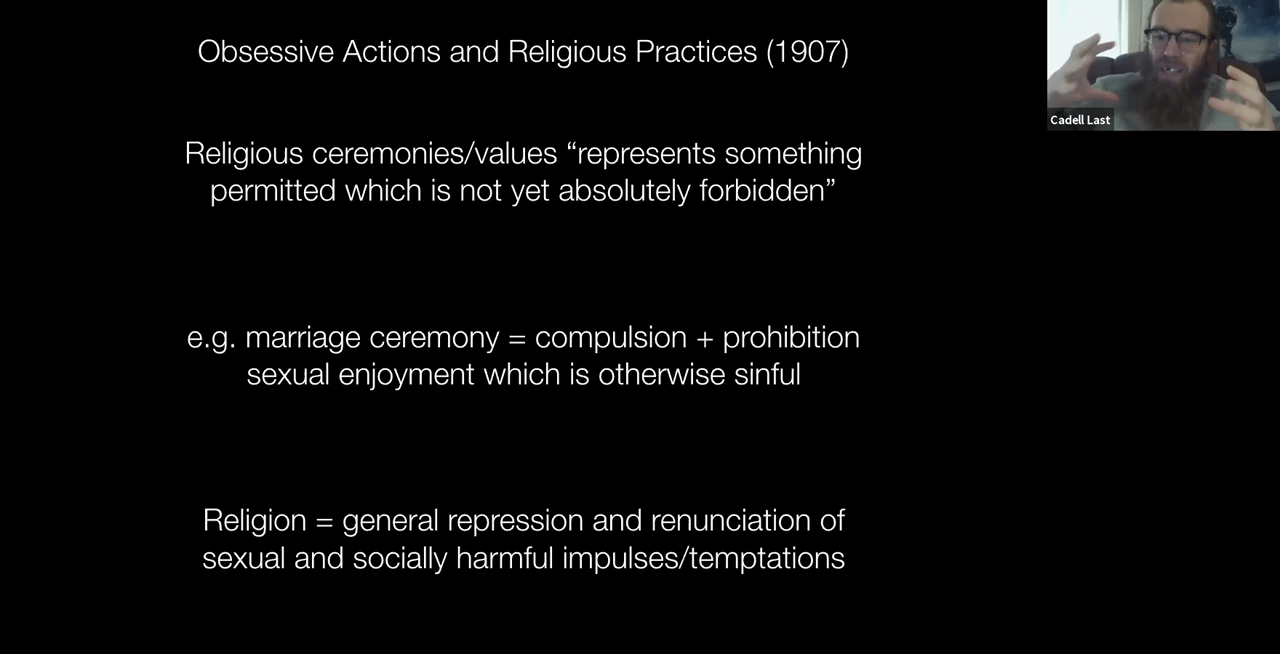 Obsessive Actions and Religious Practices (1907)
Cadell Last
Religious ceremonies/values “represents something
permitted which is not yet absolutely forbidden”
e.g. marriage ceremony = compulsion + prohibition
sexual enjoyment which is otherwise sinful
Religion = general repression and renunciation of
sexual and socially harmful impulses/temptations